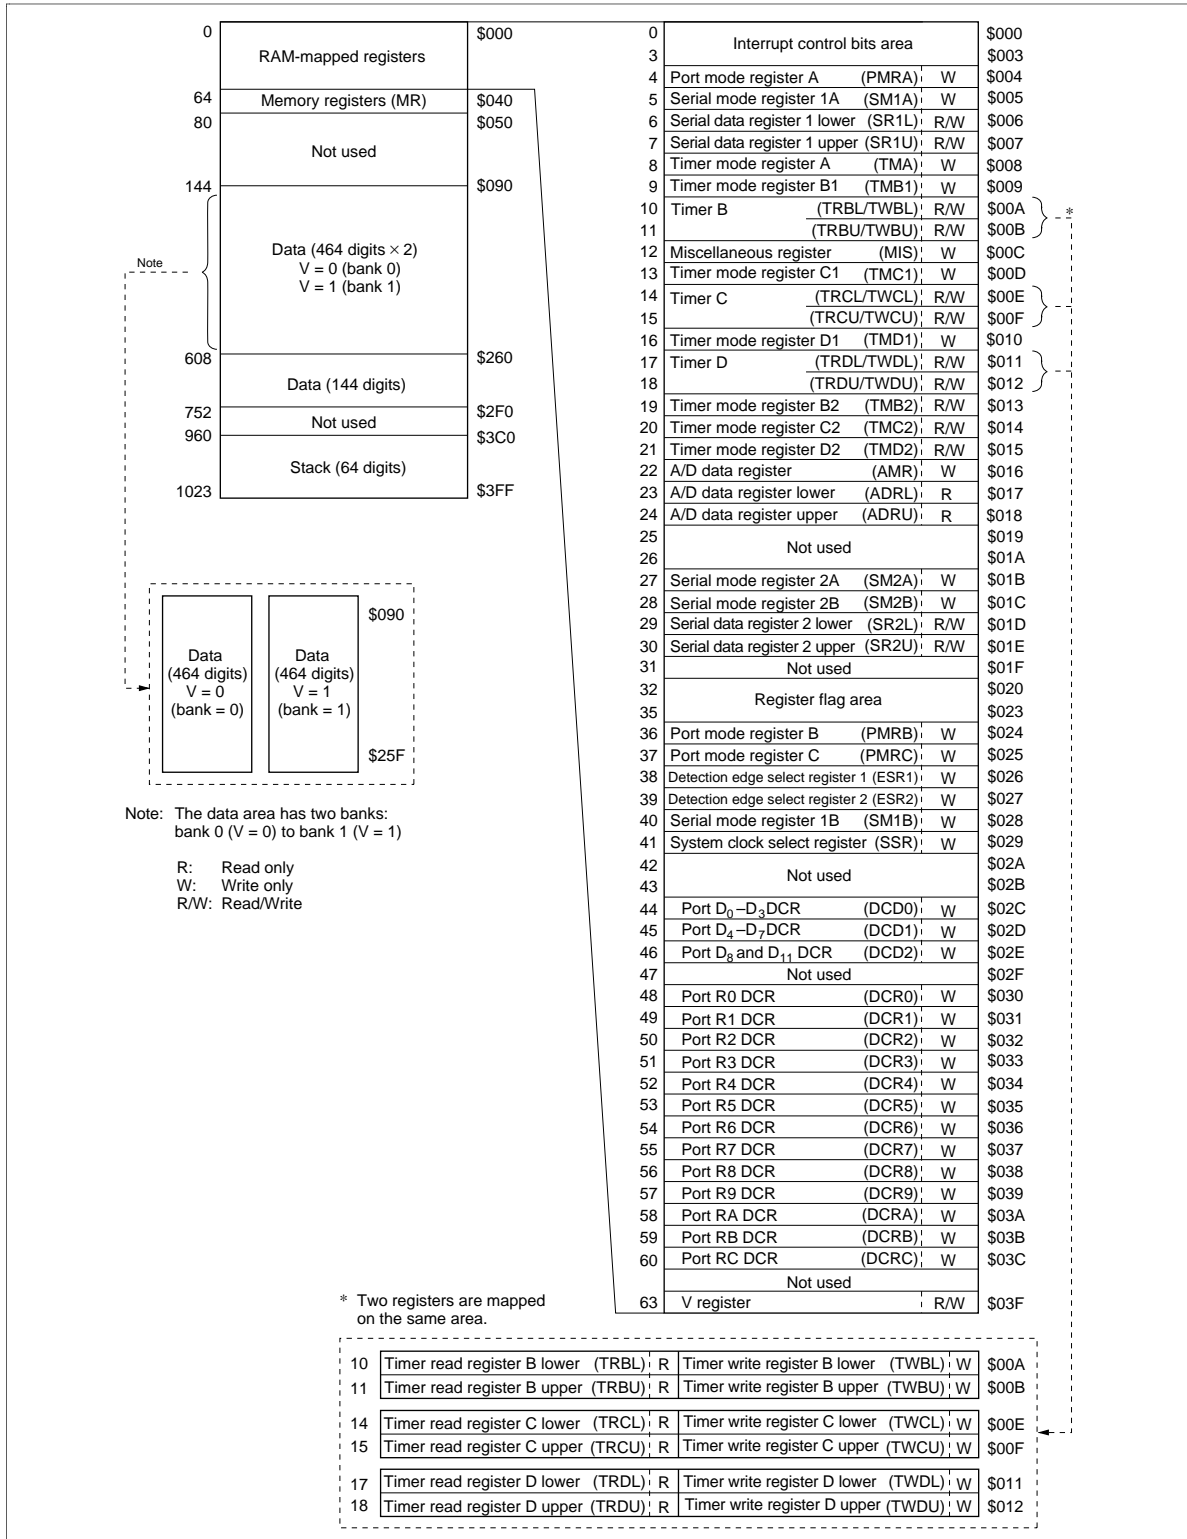 0 $000
RAM-mapped registers
64 Memory registers (MR) $040
80 $050
Not used
144 $090
Data (464 digits × 2)
V = 0 (bank 0)
V = 1 (bank 1)
Note
608 $260
Data (144 digits)
752 $2F0
Not used
960 $3C0
Stack (64 digits)
1023 $3FF
Data
(464 digits)
V = 0
(bank = 0)
Data
(464 digits)
V = 1
(bank = 1)
$090
$25F
Note: The data area has two banks:
bank 0 (V = 0) to bank 1 (V = 1)
R: Read only
W: Write only
R/W: Read/Write
0 $000
Interrupt control bits area
3 $003
4 Port mode register A (PMRA) W $004
5 Serial mode register 1A (SM1A) W $005
6 Serial data register 1 lower (SR1L) R/W $006
7 Serial data register 1 upper (SR1U) R/W $007
8 Timer mode register A (TMA) W $008
9 Timer mode register B1 (TMB1) W $009
10 Timer B (TRBL/TWBL) R/W $00A
*
11 (TRBU/TWBU) R/W $00B
12 Miscellaneous register (MIS) W $00C
13 Timer mode register C1 (TMC1) W $00D
14 Timer C (TRCL/TWCL) R/W $00E
15 (TRCU/TWCU) R/W $00F
16 Timer mode register D1 (TMD1) W $010
17 Timer D (TRDL/TWDL) R/W $011
18 (TRDU/TWDU) R/W $012
19 Timer mode register B2 (TMB2) R/W $013
20 Timer mode register C2 (TMC2) R/W $014
21 Timer mode register D2 (TMD2) R/W $015
22 A/D data register (AMR) W $016
23 A/D data register lower (ADRL) R $017
24 A/D data register upper (ADRU) R $018
25 $019
Not used
26 $01A
27 Serial mode register 2A (SM2A) W $01B
28 Serial mode register 2B (SM2B) W $01C
29 Serial data register 2 lower (SR2L) R/W $01D
30 Serial data register 2 upper (SR2U) R/W $01E
31 Not used $01F
32 $020
Register flag area
35 $023
36 Port mode register B (PMRB) W $024
37 Port mode register C (PMRC) W $025
38 Detection edge select register 1 (ESR1) W $026
39 Detection edge select register 2 (ESR2) W $027
40 Serial mode register 1B (SM1B) W $028
41 System clock select register (SSR) W $029
42 $02A
Not used
43 $02B
44 Port D0–D3DCR (DCD0) W $02C
45 Port D4–D7DCR (DCD1) W $02D
46 Port D8 and D11 DCR (DCD2) W $02E
47 Not used $02F
48 Port R0 DCR (DCR0) W $030
49 Port R1 DCR (DCR1) W $031
50 Port R2 DCR (DCR2) W $032
51 Port R3 DCR (DCR3) W $033
52 Port R4 DCR (DCR4) W $034
53 Port R5 DCR (DCR5) W $035
54 Port R6 DCR (DCR6) W $036
55 Port R7 DCR (DCR7) W $037
56 Port R8 DCR (DCR8) W $038
57 Port R9 DCR (DCR9) W $039
58 Port RA DCR (DCRA) W $03A
59 Port RB DCR (DCRB) W $03B
60 Port RC DCR (DCRC) W $03C
Not used
63 V register R/W $03F
* Two registers are mapped
on the same area.
10 Timer read register B lower (TRBL) R Timer write register B lower (TWBL) W $00A
11 Timer read register B upper (TRBU) R Timer write register B upper (TWBU) W $00B
14 Timer read register C lower (TRCL) R Timer write register C lower (TWCL) W $00E
15 Timer read register C upper (TRCU) R Timer write register C upper (TWCU) W $00F
17 Timer read register D lower (TRDL) R Timer write register D lower (TWDL) W $011
18 Timer read register D upper (TRDU) R Timer write register D upper (TWDU) W $012